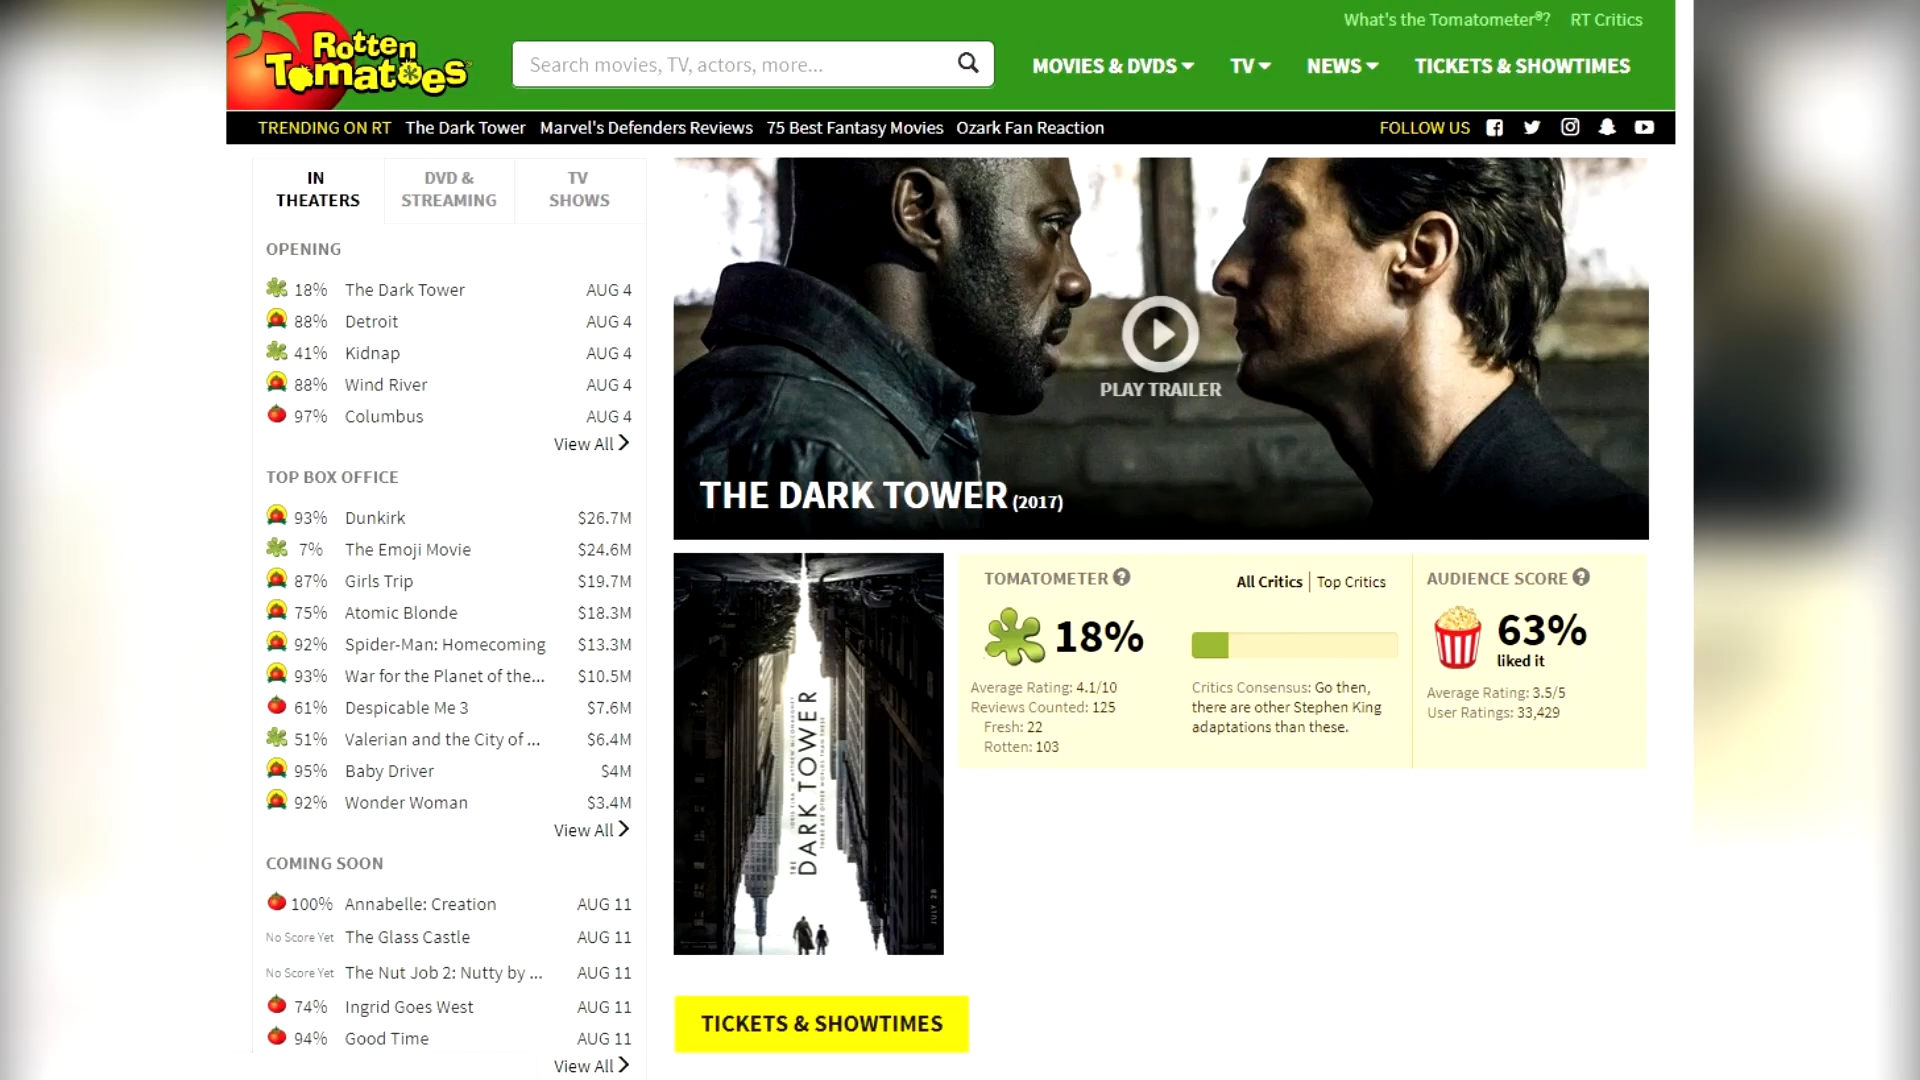 What's the Tomatometer®? RT Critics
Rotten
Tomatoes
Search movies, TV, actors, more...
MOVIES & DVDS TV NEWS TICKETS & SHOWTIMES
TRENDING ON RT The Dark Tower Marvel's Defenders Reviews 75 Best Fantasy Movies Ozark Fan Reaction FOLLOW US
IN THEATERS
DVD & STREAMING
TV SHOWS
OPENING
18% The Dark Tower AUG 4
88% Detroit AUG 4
41% Kidnap AUG 4
88% Wind River AUG 4
97% Columbus AUG 4
View All
TOP BOX OFFICE
93% Dunkirk $26.7M
7% The Emoji Movie $24.6M
87% Girls Trip $19.7M
75% Atomic Blonde $18.3M
92% Spider-Man: Homecoming $13.3M
93% War for the Planet of the... $10.5M
61% Despicable Me 3 $7.6M
51% Valerian and the City of ... $6.4M
95% Baby Driver $4M
92% Wonder Woman $3.4M
View All
COMING SOON
100% Annabelle: Creation AUG 11
No Score Yet The Glass Castle AUG 11
No Score Yet The Nut Job 2: Nutty by ... AUG 11
74% Ingrid Goes West AUG 11
94% Good Time AUG 11
View All
PLAY TRAILER
THE DARK TOWER (2017)
THE
DARK TOWER
THERE ARE OTHER WORLDS THAN THESE
JULY 28
TOMATOMETER ?
All Critics | Top Critics
18%
Average Rating: 4.1/10
Reviews Counted: 125
Fresh: 22
Rotten: 103
Critics Consensus: Go then,
there are other Stephen King
adaptations than these.
AUDIENCE SCORE ?
63%
liked it
Average Rating: 3.5/5
User Ratings: 33,429
TICKETS & SHOWTIMES